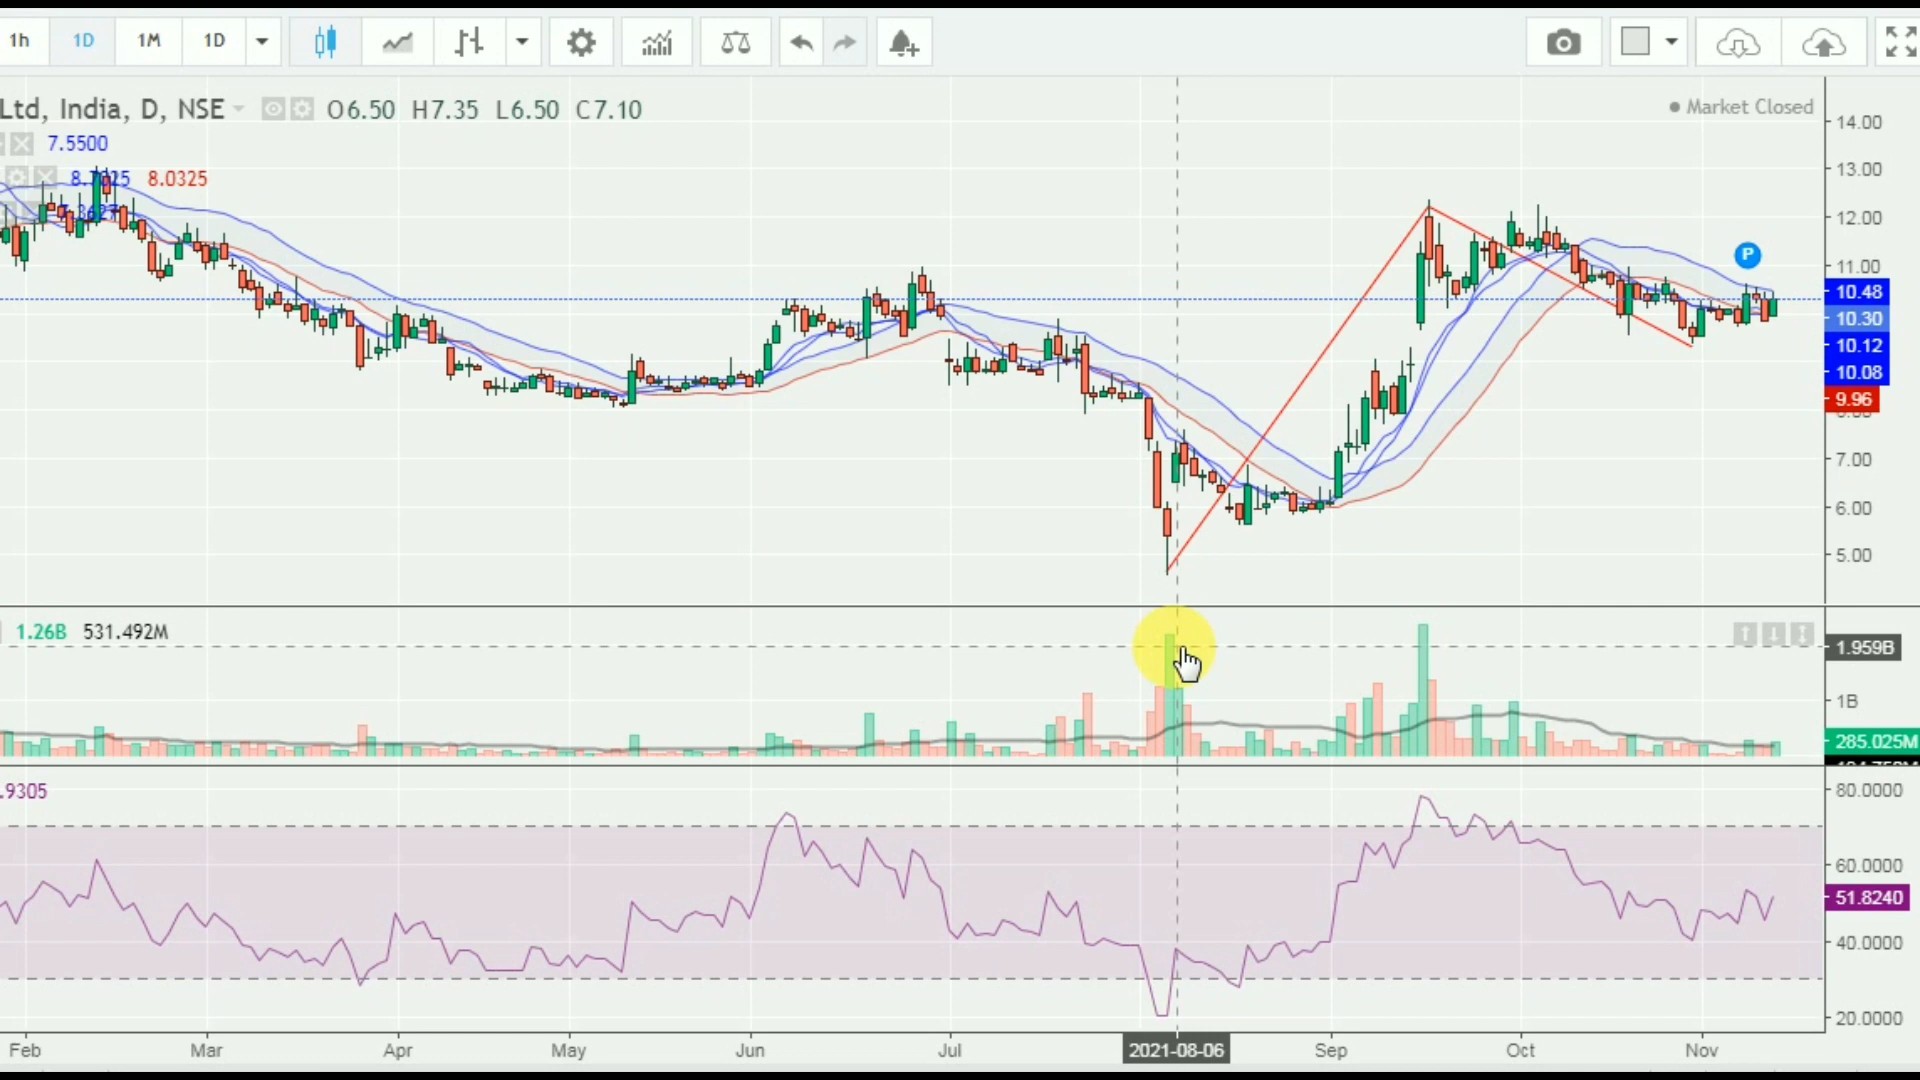 1h 1D 1M 1D
Ltd, India, D, NSE O6.50 H7.35 L6.50 C7.10
Market Closed
7.5500
8.0325
14.00
13.00
12.00
11.00
P
10.48
10.30
10.12
10.08
9.96
7.00
6.00
5.00
1.26B 531.492M
1.959B
1B
285.025M
.9305
80.0000
60.0000
51.8240
40.0000
20.0000
Feb Mar Apr May Jun Jul 2021-08-06 Sep Oct Nov